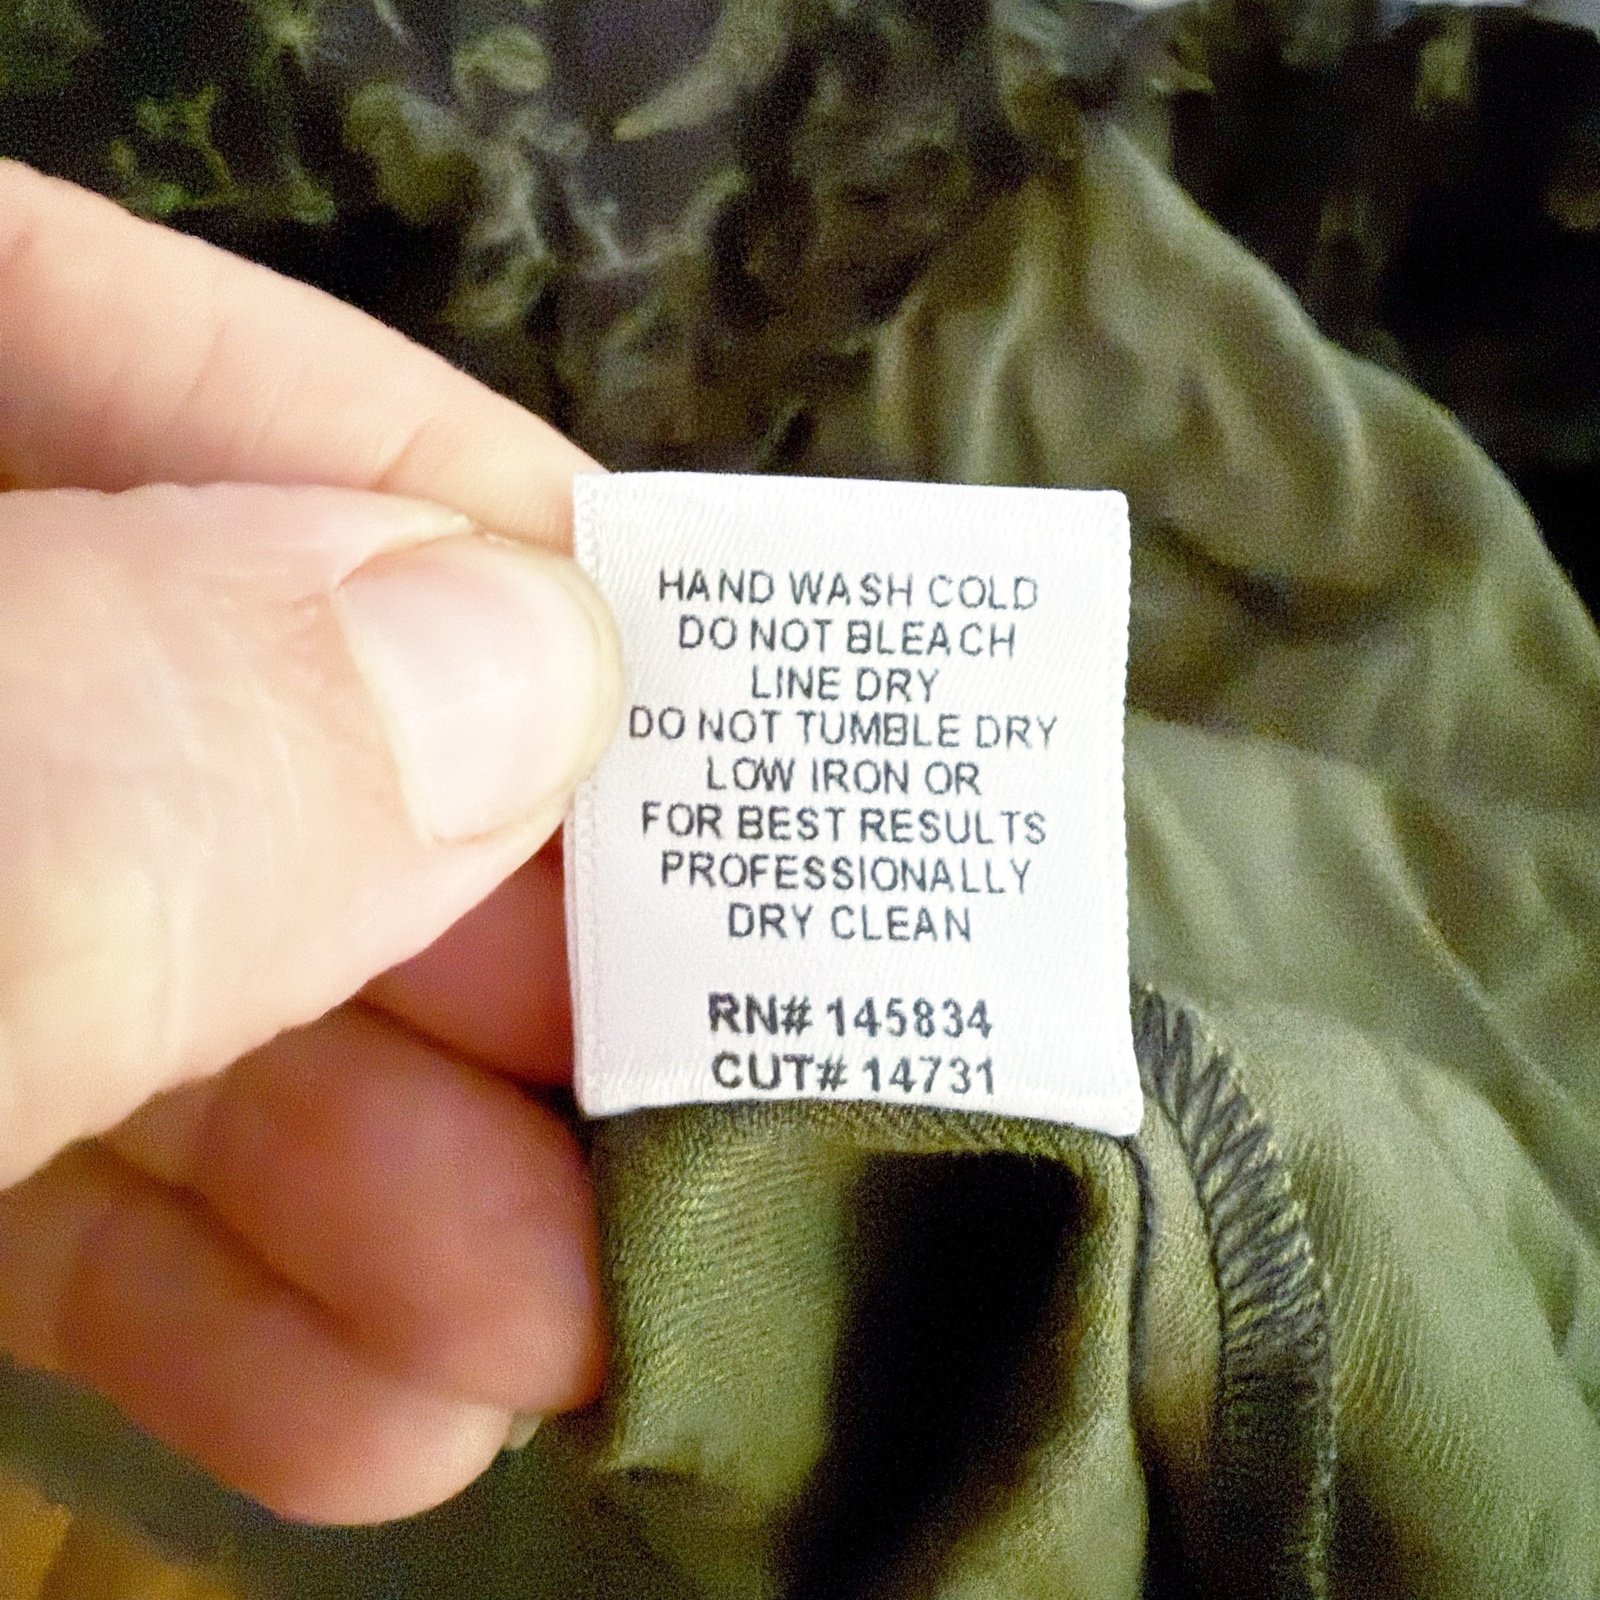 HAND WASH COLD
DO NOT BLEACH
LINE DRY
DO NOT TUMBLE DRY
LOW IRON OR
FOR BEST RESULTS
PROFESSIONALLY
DRY CLEAN
RN# 145834
CUT# 14731